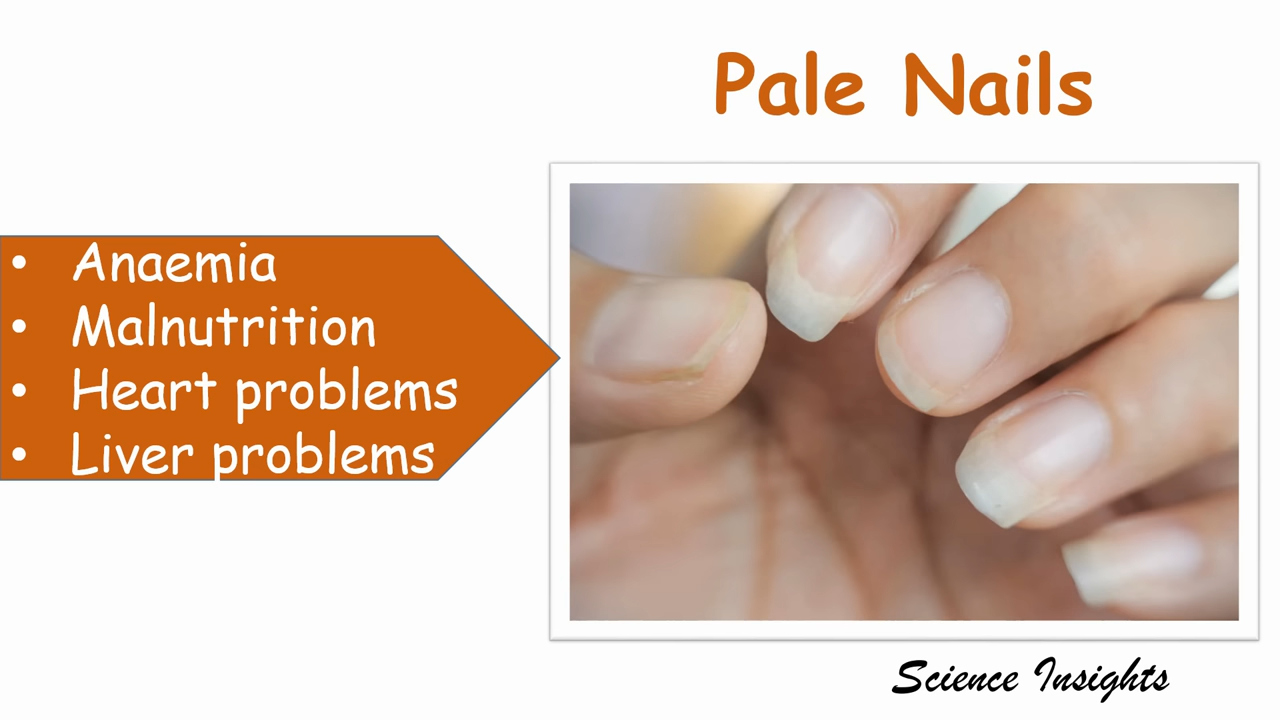 Pale Nails
• Anaemia
• Malnutrition
• Heart problems
• Liver problems
Science Insights